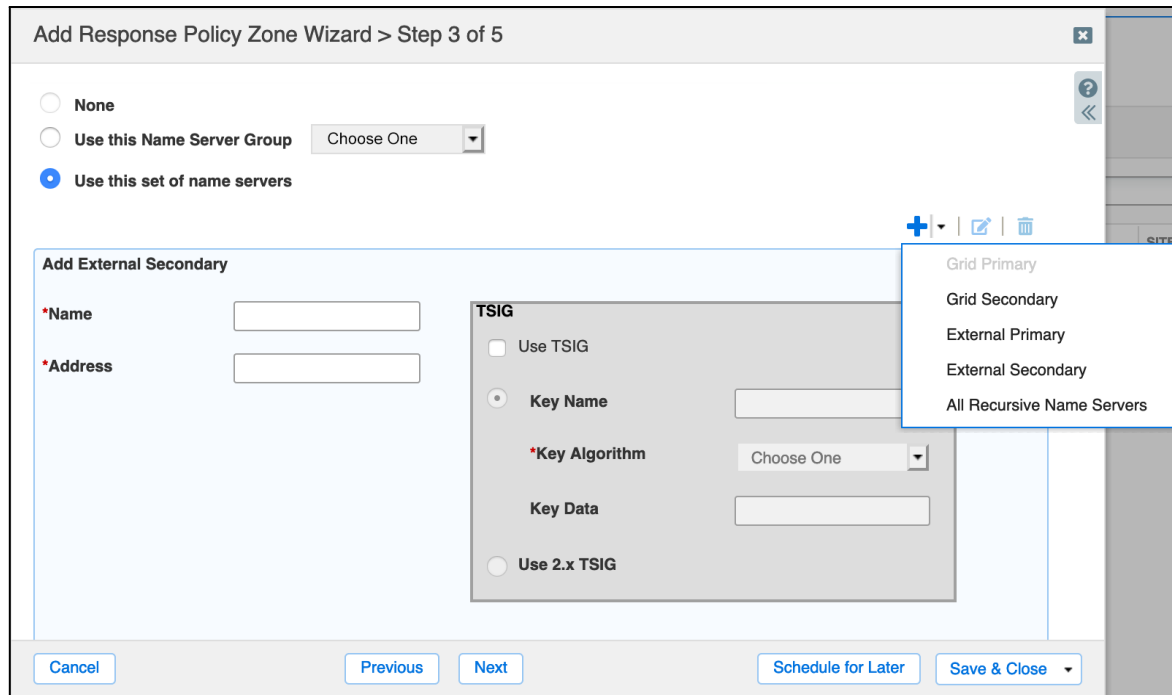 Add Response Policy Zone Wizard > Step 3 of 5
None
Use this Name Server Group
Choose One
Use this set of name servers
SITE
Add External Secondary
Grid Primary
Grid Secondary
External Primary
External Secondary
All Recursive Name Servers
*Name
*Address
TSIG
Use TSIG
Key Name
*Key Algorithm
Choose One
Key Data
Use 2.x TSIG
Cancel
Previous
Next
Schedule for Later
Save & Close